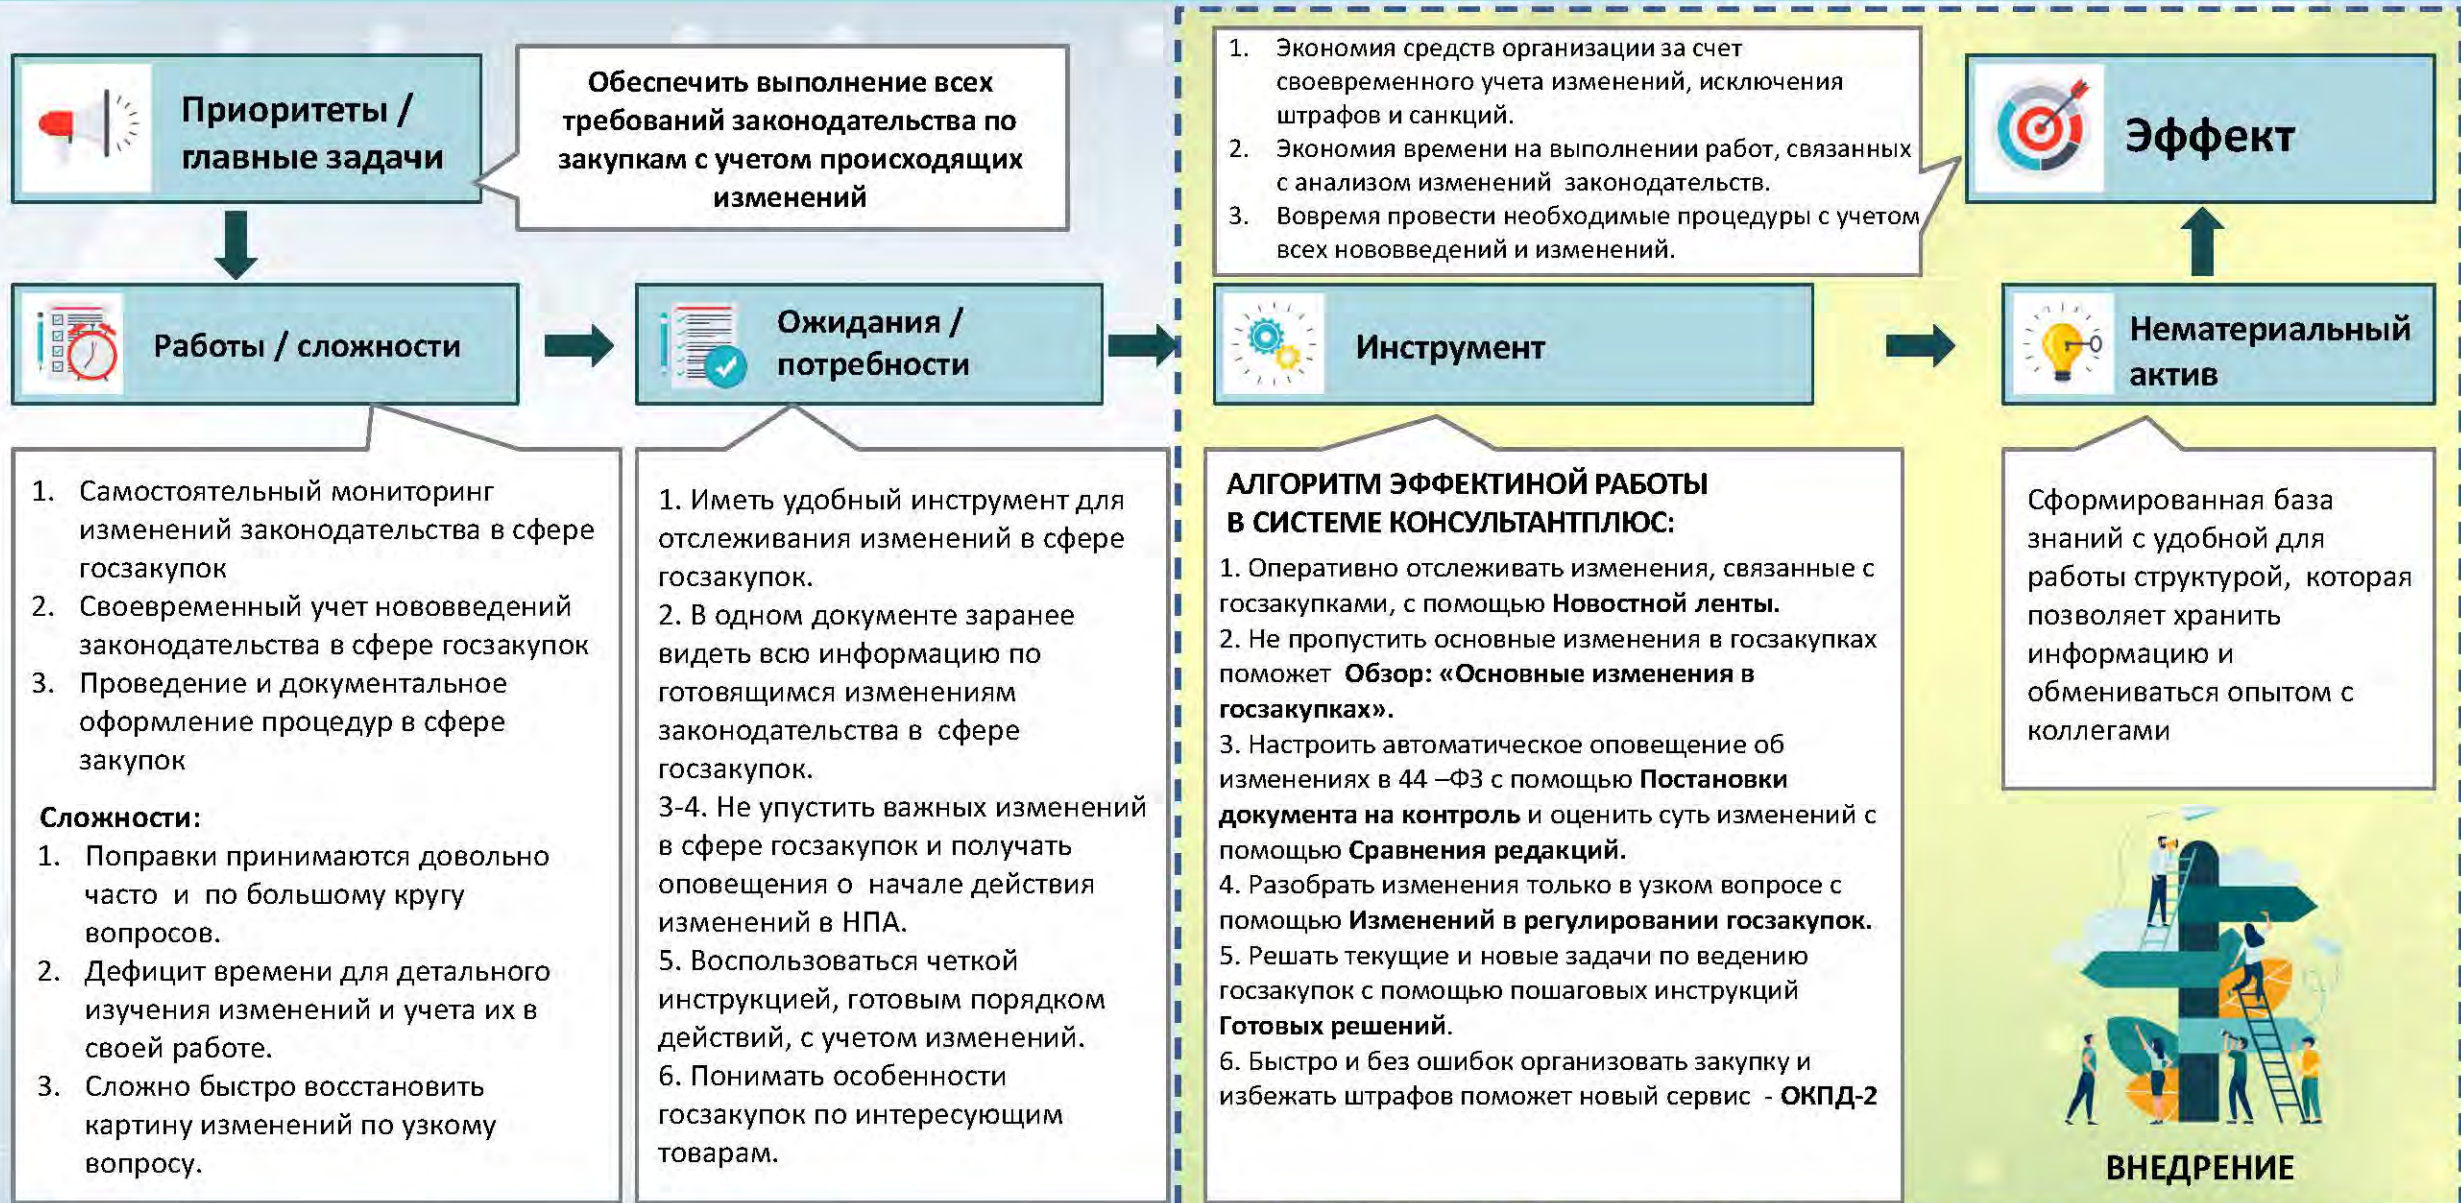 Приоритеты /
главные задачи
Обеспечить выполнение всех
требований законодательства по
закупкам с учетом происходящих
изменений
1. Экономия средств организации за счет
своевременного учета изменений, исключения
штрафов и санкций.
2. Экономия времени на выполнении работ, связанных
с анализом изменений законодательств.
3. Вовремя провести необходимые процедуры с учетом
всех нововведений и изменений.
Эффект
Работы / сложности
Ожидания /
потребности
Инструмент
Нематериальный
актив
1. Самостоятельный мониторинг
изменений законодательства в сфере
госзакупок
2. Своевременный учет нововведений
законодательства в сфере госзакупок
3. Проведение и документальное
оформление процедур в сфере
закупок
Сложности:
1. Поправки принимаются довольно
часто и по большому кругу
вопросов.
2. Дефицит времени для детального
изучения изменений и учета их в
своей работе.
3. Сложно быстро восстановить
картину изменений по узкому
вопросу.
1. Иметь удобный инструмент для
отслеживания изменений в сфере
госзакупок.
2. В одном документе заранее
видеть всю информацию по
готовящимся изменениям
законодательства в сфере
госзакупок.
3-4. Не упустить важных изменений
в сфере госзакупок и получать
оповещения о начале действия
изменений в НПА.
5. Воспользоваться четкой
инструкцией, готовым порядком
действий, с учетом изменений.
6. Понимать особенности
госзакупок по интересующим
товарам.
АЛГОРИТМ ЭФФЕКТИНОЙ РАБОТЫ
В СИСТЕМЕ КОНСУЛЬТАНТПЛЮС:
1. Оперативно отслеживать изменения, связанные с
госзакупками, с помощью Новостной ленты.
2. Не пропустить основные изменения в госзакупках
поможет Обзор: «Основные изменения в
госзакупках».
3. Настроить автоматическое оповещение об
изменениях в 44 –ФЗ с помощью Постановки
документа на контроль и оценить суть изменений с
помощью Сравнения редакций.
4. Разобрать изменения только в узком вопросе с
помощью Изменений в регулировании госзакупок.
5. Решать текущие и новые задачи по ведению
госзакупок с помощью пошаговых инструкций
Готовых решений.
6. Быстро и без ошибок организовать закупку и
избежать штрафов поможет новый сервис - ОКПД-2
Сформированная база
знаний с удобной для
работы структурой, которая
позволяет хранить
информацию и
обмениваться опытом с
коллегами
ВНЕДРЕНИЕ